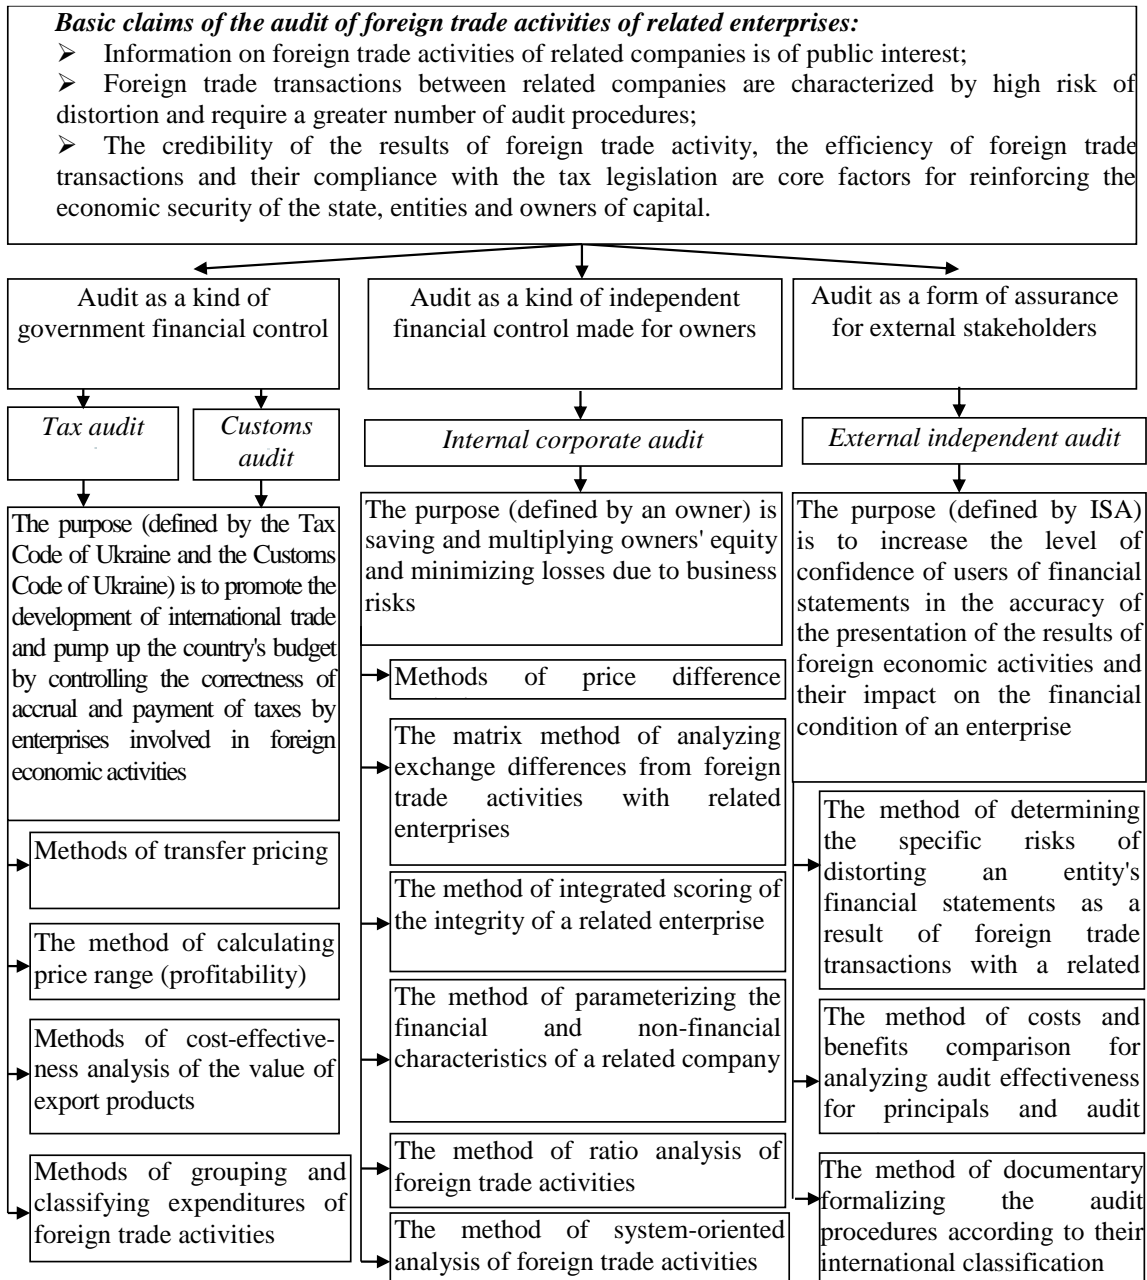 Basic claims of the audit of foreign trade activities of related enterprises:
➢ Information on foreign trade activities of related companies is of public interest;
➢ Foreign trade transactions between related companies are characterized by high risk of
distortion and require a greater number of audit procedures;
➢ The credibility of the results of foreign trade activity, the efficiency of foreign trade
transactions and their compliance with the tax legislation are core factors for reinforcing the
economic security of the state, entities and owners of capital.
Audit as a kind of
government financial control
Audit as a kind of independent
financial control made for owners
Audit as a form of assurance
for external stakeholders
Tax audit
Customs
audit
Internal corporate audit
External independent audit
The purpose (defined by the Tax
Code of Ukraine and the Customs
Code of Ukraine) is to promote the
development of international trade
and pump up the country's budget
by controlling the correctness of
accrual and payment of taxes by
enterprises involved in foreign
economic activities
Methods of transfer pricing
The method of calculating
price range (profitability)
Methods of cost-effective-
ness analysis of the value of
export products
Methods of grouping and
classifying expenditures of
foreign trade activities
The purpose (defined by an owner) is
saving and multiplying owners' equity
and minimizing losses due to business
risks
Methods of price difference
The matrix method of analyzing
exchange differences from foreign
trade activities with related
enterprises
The method of integrated scoring of
the integrity of a related enterprise
The method of parameterizing the
financial and non-financial
characteristics of a related company
The method of ratio analysis of
foreign trade activities
The method of system-oriented
analysis of foreign trade activities
The purpose (defined by ISA)
is to increase the level of
confidence of users of financial
statements in the accuracy of
the presentation of the results of
foreign economic activities and
their impact on the financial
condition of an enterprise
The method of determining
the specific risks of
distorting an entity's
financial statements as a
result of foreign trade
transactions with a related
The method of costs and
benefits comparison for
analyzing audit effectiveness
for principals and audit
The method of documentary
formalizing the audit
procedures according to their
international classification